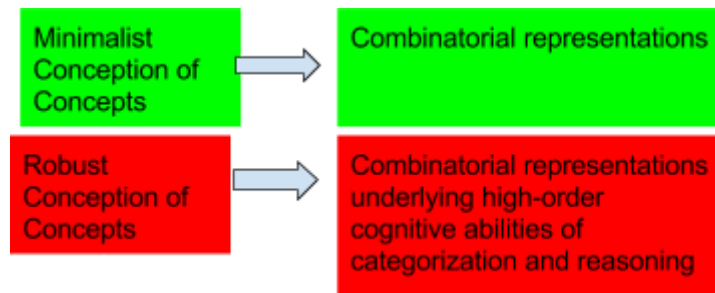 Minimalist
Conception of
Concepts
Combinatorial representations
Robust
Conception of
Concepts
Combinatorial representations
underlying high-order
cognitive abilities of
categorization and reasoning